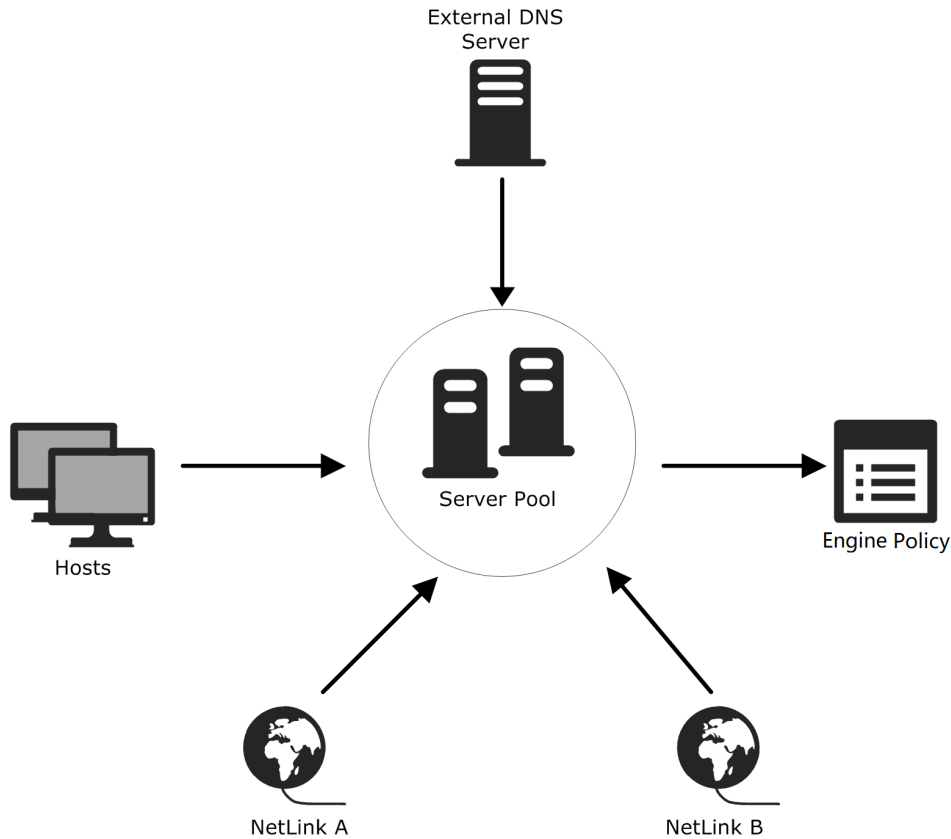 External DNS
Server
Server Pool
Hosts
Engine Policy
NetLink A
NetLink B